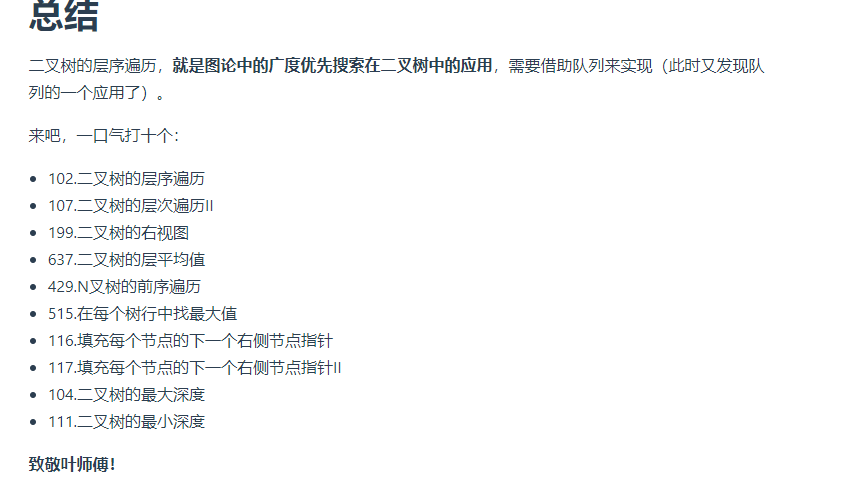 总结
二叉树的层序遍历，就是图论中的广度优先搜索在二叉树中的应用，需要借助队列来实现（此时又发现队
列的一个应用了）。
来吧，一口气打十个：
102.二叉树的层序遍历
107.二叉树的层次遍历II
199.二叉树的右视图
637.二叉树的层平均值
429.N叉树的前序遍历
515.在每个树行中找最大值
116.填充每个节点的下一个右侧节点指针
117.填充每个节点的下一个右侧节点指针II
104.二叉树的最大深度
111.二叉树的最小深度
致敬叶师傅！